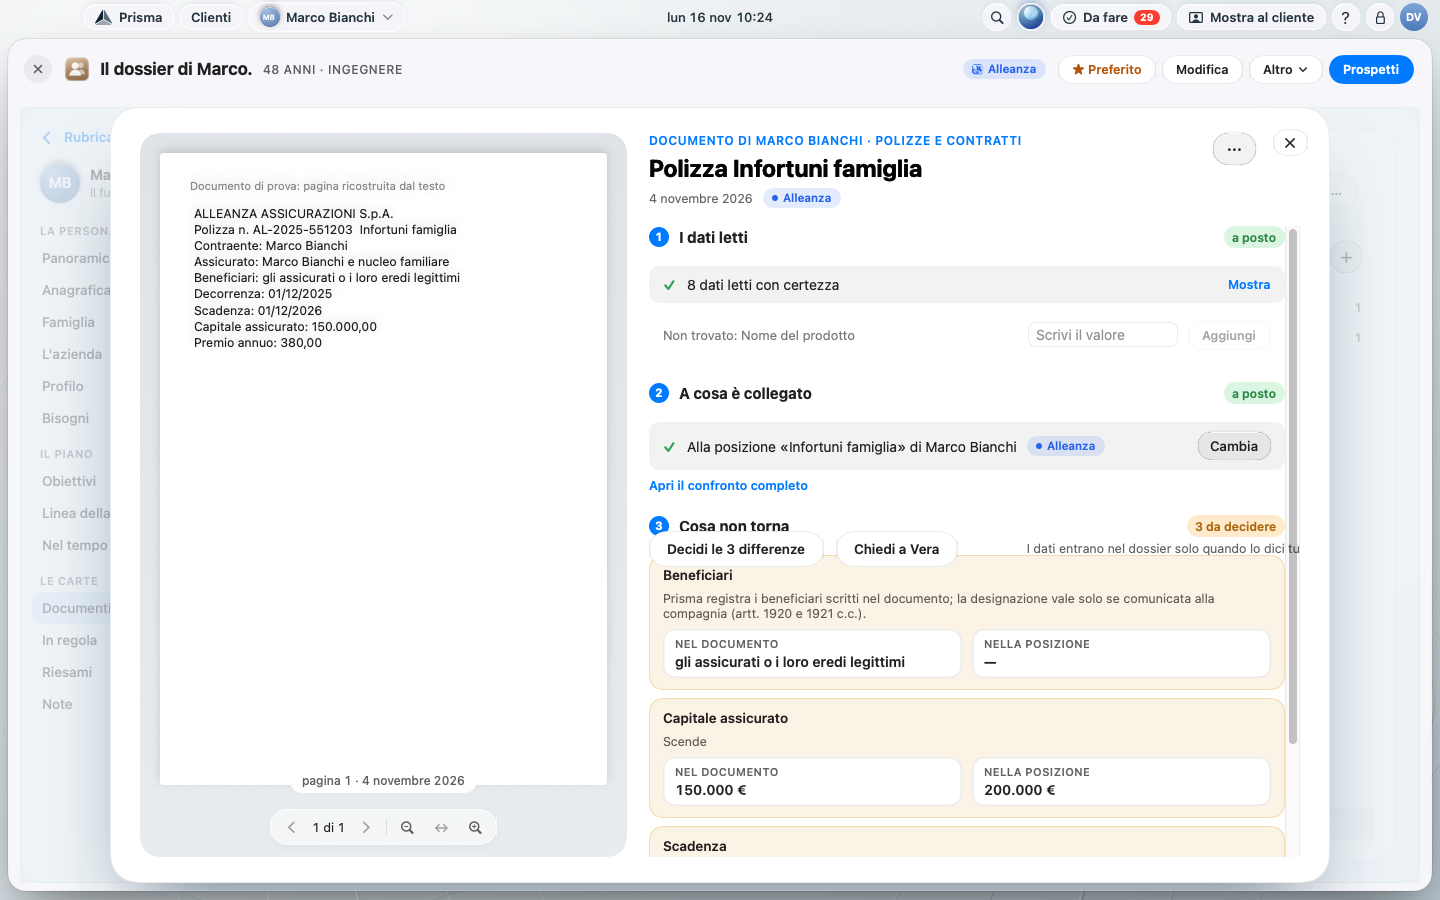 Prisma
Clienti
MB Marco Bianchi
lun 16 nov 10:24
Da fare 29
Mostra al cliente
?
DV
Il dossier di Marco. 48 ANNI · INGEGNERE
Alleanza
Preferito
Modifica
Altro
Prospetti
Rubrica
MB
LA PERSON
Panoramic
Anagrafica
Famiglia
L'azienda
Profilo
Bisogni
IL PIANO
Obiettivi
Linea della
Nel tempo
LE CARTE
Documenti
In regola
Riesami
Note
1
1
Documento di prova: pagina ricostruita dal testo
ALLEANZA ASSICURAZIONI S.p.A.
Polizza n. AL-2025-551203 Infortuni famiglia
Contraente: Marco Bianchi
Assicurato: Marco Bianchi e nucleo familiare
Beneficiari: gli assicurati o i loro eredi legittimi
Decorrenza: 01/12/2025
Scadenza: 01/12/2026
Capitale assicurato: 150.000,00
Premio annuo: 380,00
pagina 1 · 4 novembre 2026
1 di 1
DOCUMENTO DI MARCO BIANCHI · POLIZZE E CONTRATTI
Polizza Infortuni famiglia
4 novembre 2026 Alleanza
1 I dati letti a posto
8 dati letti con certezza Mostra
Non trovato: Nome del prodotto Scrivi il valore Aggiungi
2 A cosa è collegato a posto
Alla posizione «Infortuni famiglia» di Marco Bianchi Alleanza Cambia
Apri il confronto completo
3 Cosa non torna 3 da decidere
Decidi le 3 differenze Chiedi a Vera I dati entrano nel dossier solo quando lo dici tu
Beneficiari
Prisma registra i beneficiari scritti nel documento; la designazione vale solo se comunicata alla
compagnia (artt. 1920 e 1921 c.c.).
NEL DOCUMENTO NELLA POSIZIONE
gli assicurati o i loro eredi legittimi —
Capitale assicurato
Scende
NEL DOCUMENTO NELLA POSIZIONE
150.000 € 200.000 €
Scadenza